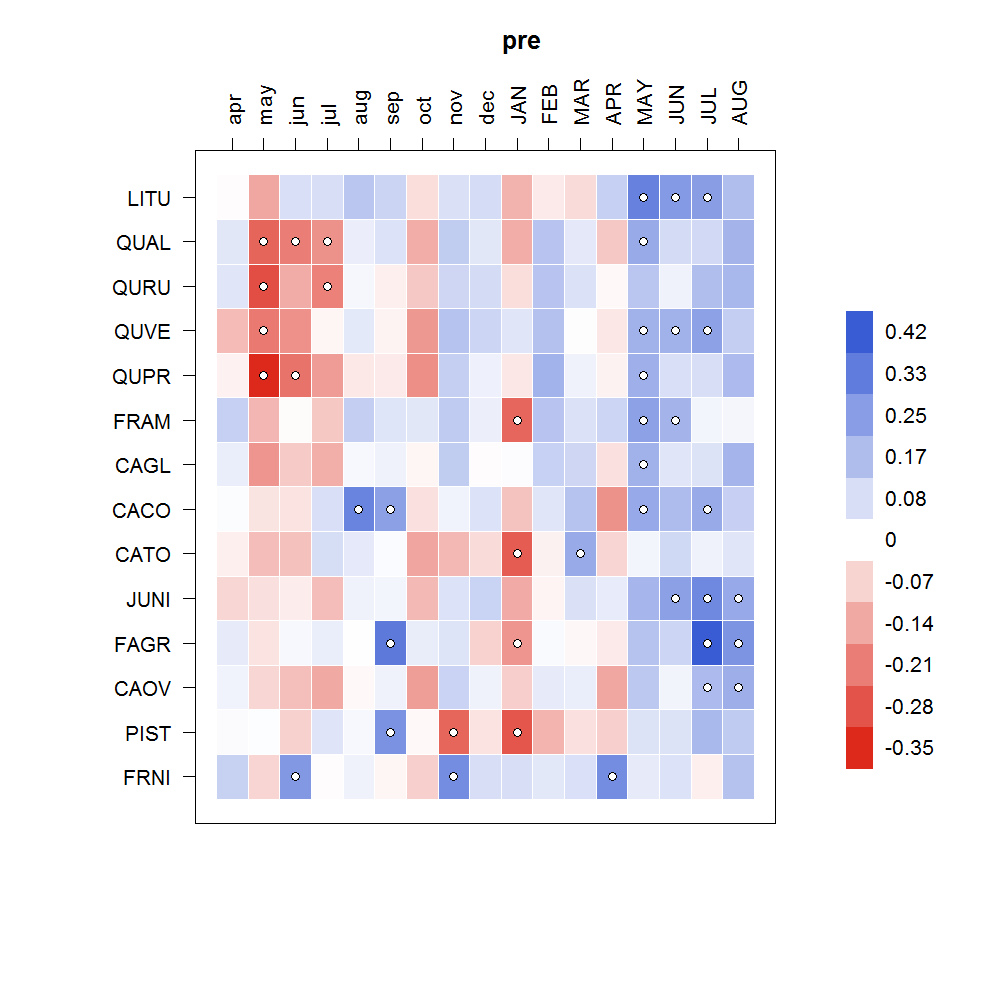 pre
apr may jun jul aug sep oct nov dec JAN FEB MAR APR MAY JUN JUL AUG
LITU
QUAL
QURU
QUVE
QUPR
FRAM
CAGL
CACO
CATO
JUNI
FAGR
CAOV
PIST
FRNI
0.42
0.33
0.25
0.17
0.08
0
-0.07
-0.14
-0.21
-0.28
-0.35